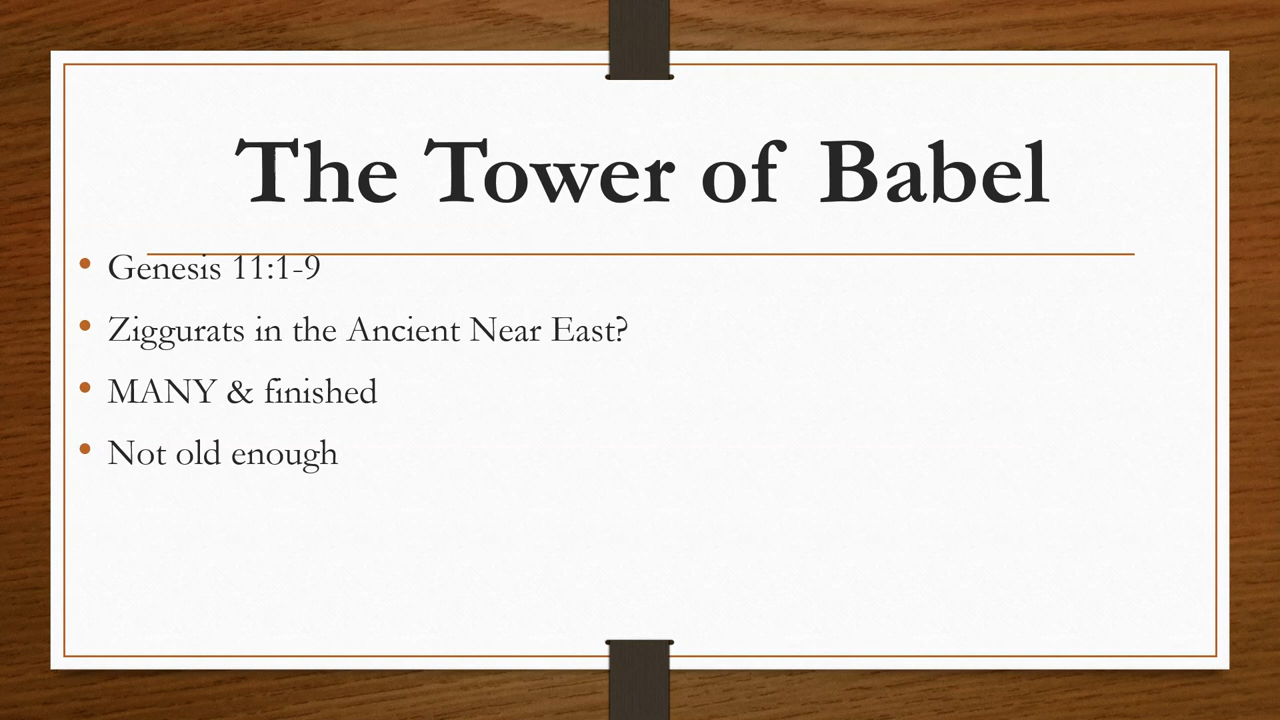 The Tower of Babel
• Genesis 11:1-9
• Ziggurats in the Ancient Near East?
• MANY & finished
• Not old enough